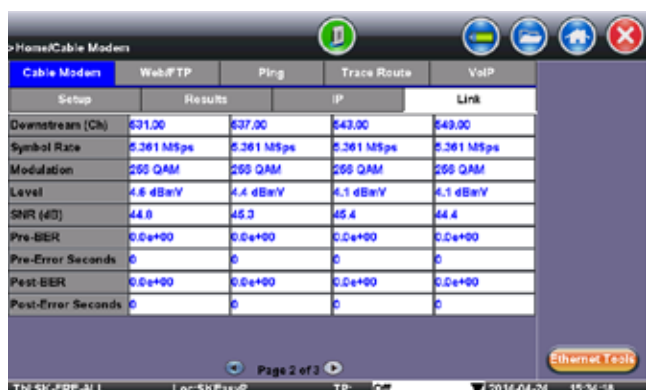 >Home/Cable Modem
Cable Modem Web/FTP Ping Trace Route VoIP
Setup Results IP Link
Downstream (Ch) 631.00 637.00 643.00 649.00
Symbol Rate 5.361 MSps 5.361 MSps 5.361 MSps 5.361 MSps
Modulation 256 QAM 256 QAM 256 QAM 256 QAM
Level 4.6 dBmV 4.4 dBmV 4.1 dBmV 4.1 dBmV
SNR (dB) 44.8 45.3 45.4 44.4
Pre-BER 0.0e+00 0.0e+00 0.0e+00 0.0e+00
Pre-Error Seconds 0 0 0 0
Post-BER 0.0e+00 0.0e+00 0.0e+00 0.0e+00
Post-Error Seconds 0 0 0 0
Page 2 of 3
Ethernet Tools
TP: Off 15:34:18